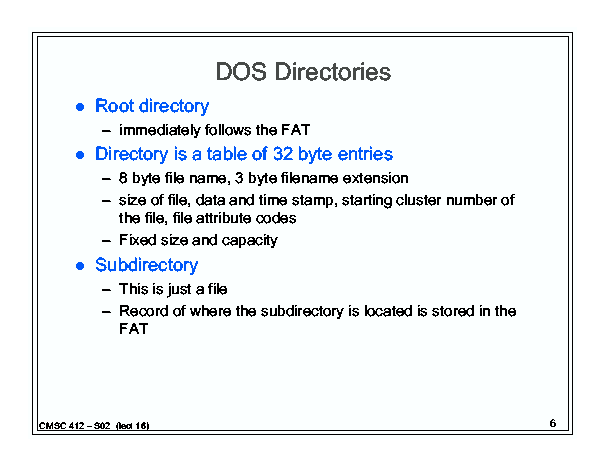 DOS Directories
● Root directory
– immediately follows the FAT
● Directory is a table of 32 byte entries
– 8 byte file name, 3 byte filename extension
– size of file, data and time stamp, starting cluster number of
the file, file attribute codes
– Fixed size and capacity
● Subdirectory
– This is just a file
– Record of where the subdirectory is located is stored in the
FAT
CMSC 412 – S02 (lect 16)
6